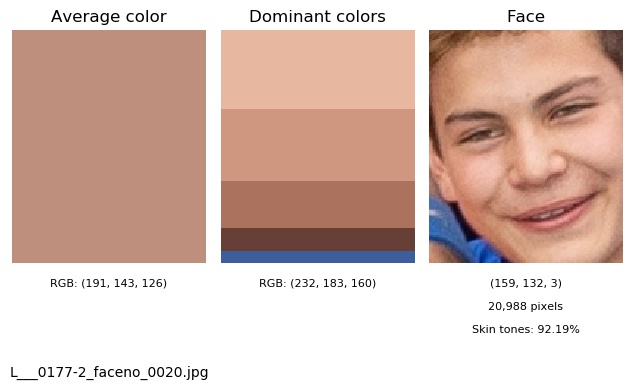 Average color
Dominant colors
Face
RGB: (191, 143, 126)
RGB: (232, 183, 160)
(159, 132, 3)
20,988 pixels
Skin tones: 92.19%
L___0177-2_faceno_0020.jpg